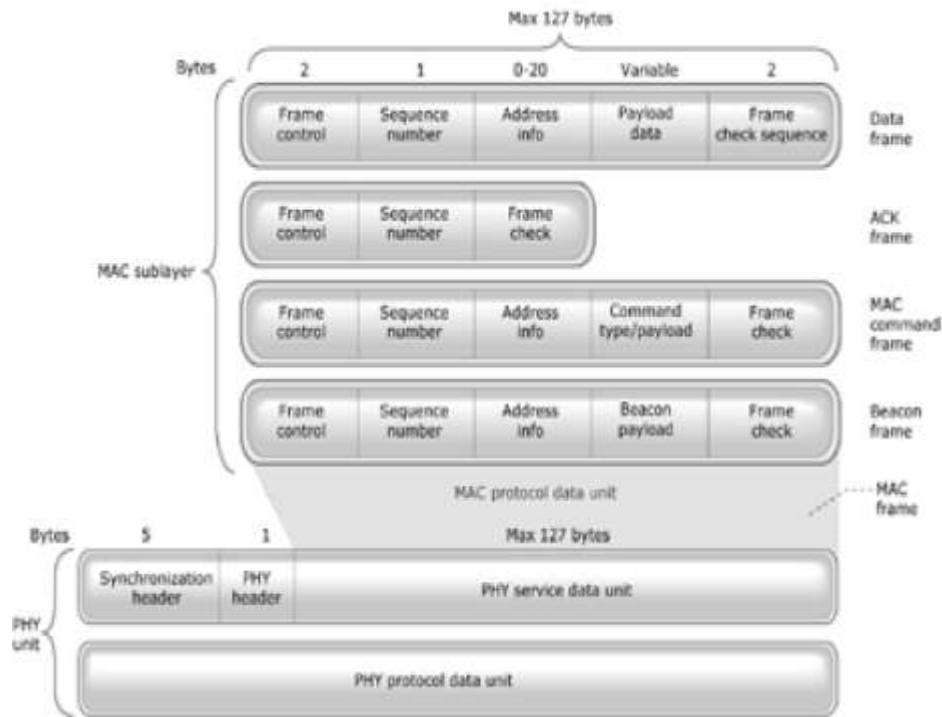 Max 127 bytes
Bytes 2 1 0-20 Variable 2
Frame control Sequence number Address info Payload data Frame check sequence Data frame
Frame control Sequence number Frame check ACK frame
MAC sublayer
Frame control Sequence number Address info Command type/payload Frame check MAC command frame
Frame control Sequence number Address info Beacon payload Frame check Beacon frame
MAC protocol data unit
MAC frame
Bytes 5 1 Max 127 bytes
Synchronization header PHY header PHY service data unit
PHY unit
PHY protocol data unit